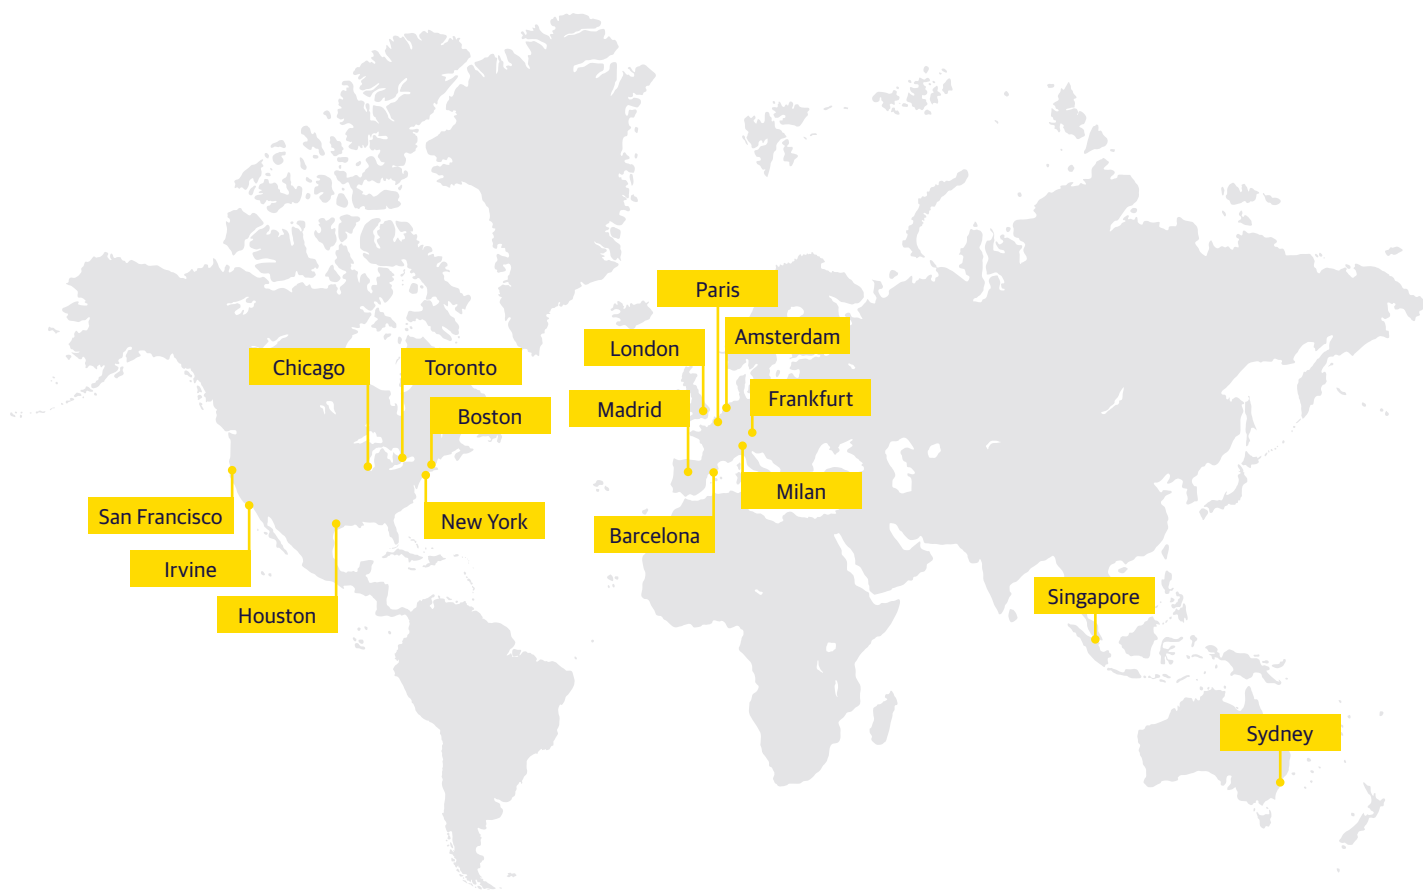 Paris
Amsterdam
London
Chicago
Toronto
Frankfurt
Madrid
Boston
Milan
San Francisco
New York
Barcelona
Irvine
Singapore
Houston
Sydney